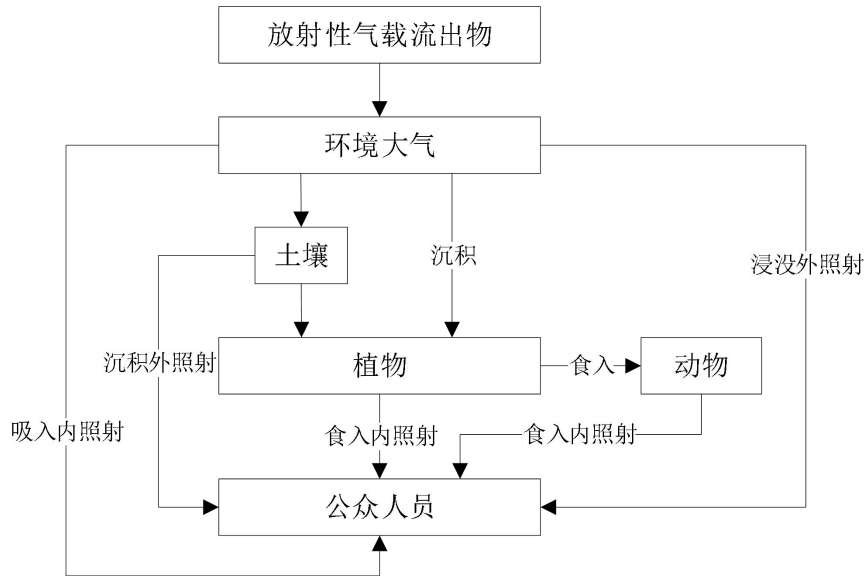 放射性气载流出物
环境大气
土壤
沉积
浸没外照射
沉积外照射
植物
食入
动物
吸入内照射
食入内照射
食入内照射
公众人员